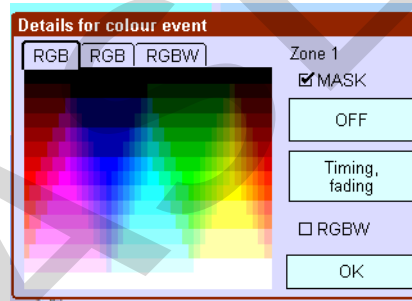 Details for colour event
RGB RGB RGBW
Zone 1
MASK
OFF
Timing,
fading
RGBW
OK